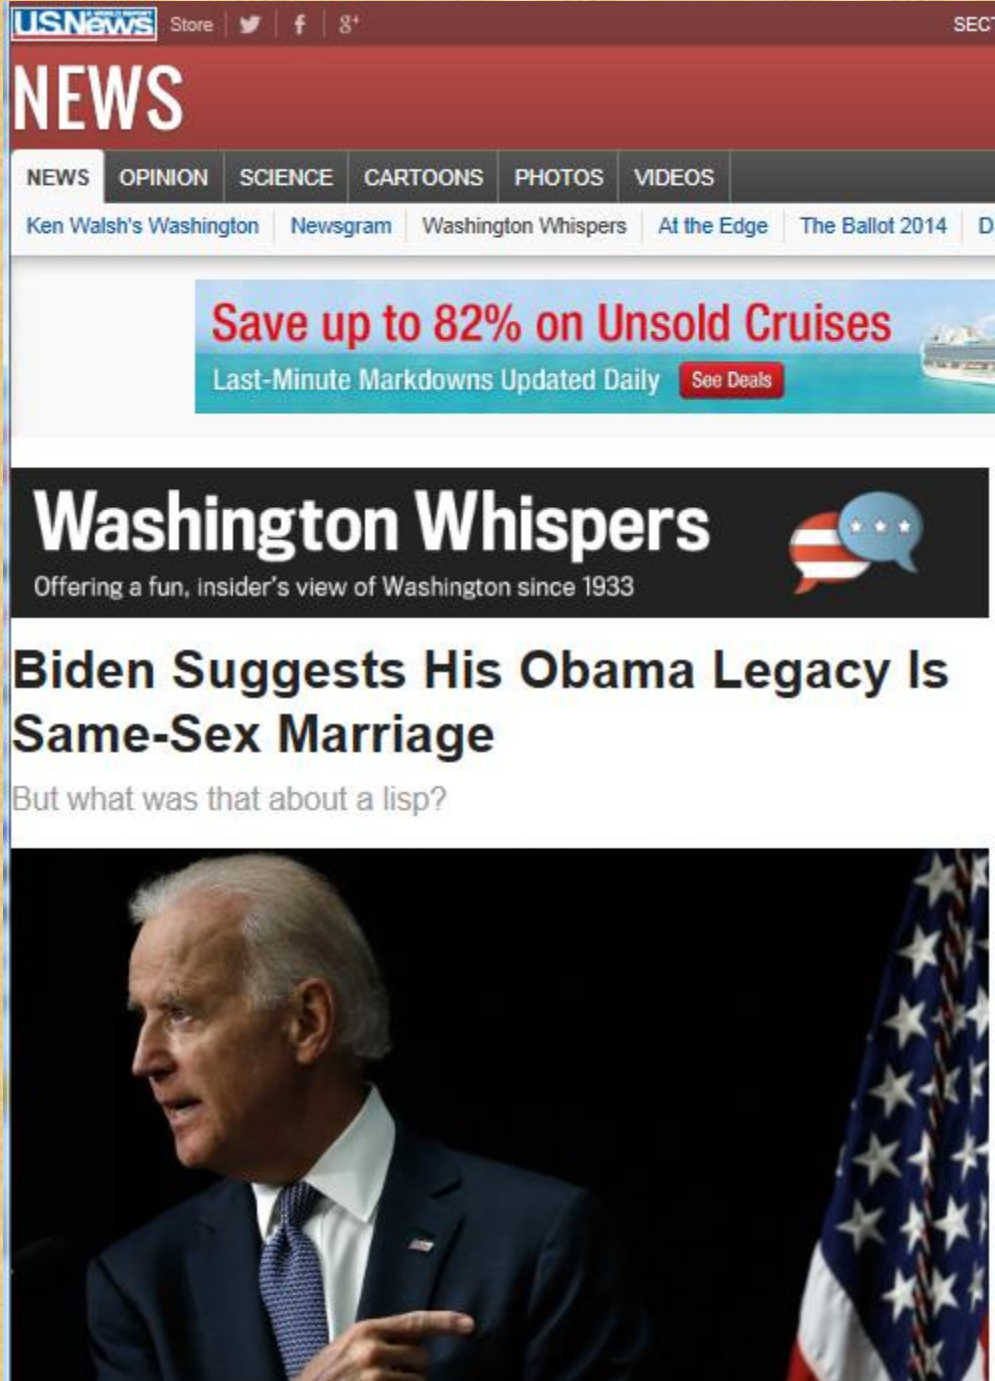 U.S.News Store g+ SECT
NEWS
NEWS OPINION SCIENCE CARTOONS PHOTOS VIDEOS
Ken Walsh's Washington Newsgram Washington Whispers At the Edge The Ballot 2014 D
Save up to 82% on Unsold Cruises
Last-Minute Markdowns Updated Daily See Deals
Washington Whispers
Offering a fun, insider's view of Washington since 1933
Biden Suggests His Obama Legacy Is
Same-Sex Marriage
But what was that about a lisp?